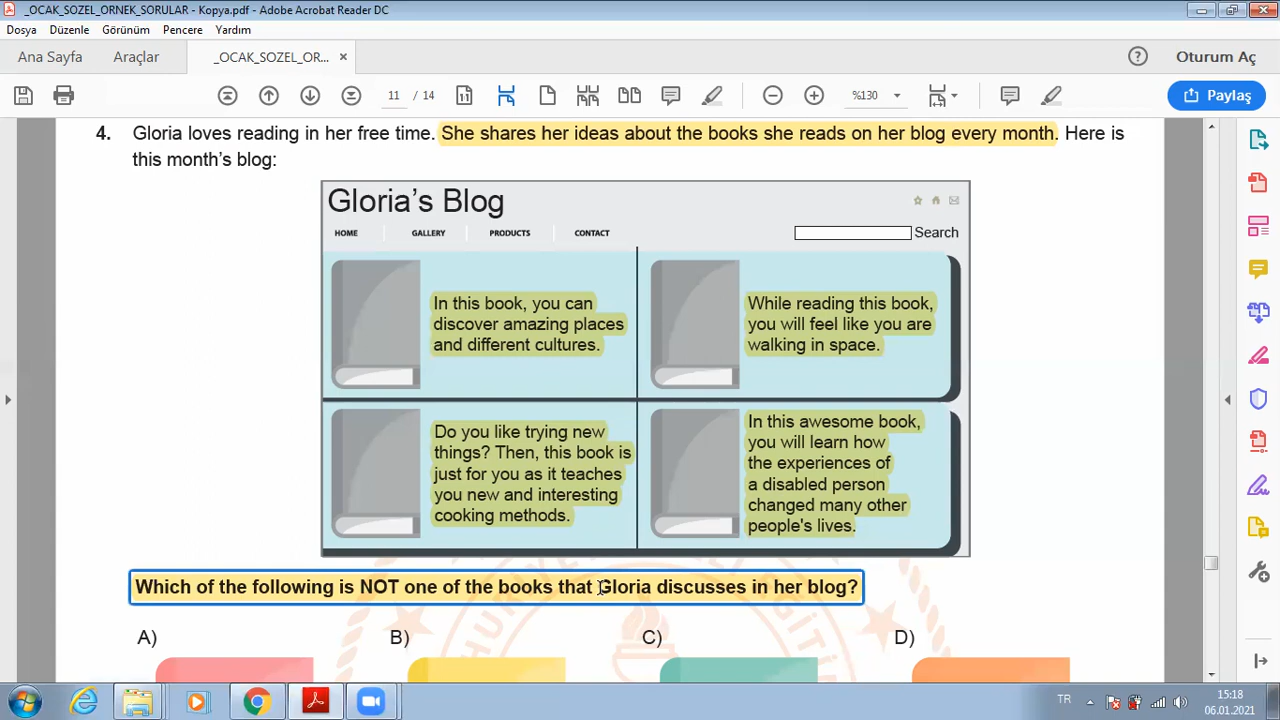 _OCAK_SOZEL_ORNEK_SORULAR - Kopya.pdf - Adobe Acrobat Reader DC
Dosya Düzenle Görünüm Pencere Yardım
Ana Sayfa Araçlar _OCAK_SOZEL_OR... × Oturum Aç
11 / 14 %130 Paylaş
4. Gloria loves reading in her free time. She shares her ideas about the books she reads on her blog every month. Here is
this month's blog:
Gloria's Blog
HOME GALLERY PRODUCTS CONTACT Search
In this book, you can
discover amazing places
and different cultures.
While reading this book,
you will feel like you are
walking in space.
Do you like trying new
things? Then, this book is
just for you as it teaches
you new and interesting
cooking methods.
In this awesome book,
you will learn how
the experiences of
a disabled person
changed many other
people's lives.
Which of the following is NOT one of the books that Gloria discusses in her blog?
A) B) C) D)
TR 15:18
06.01.2021